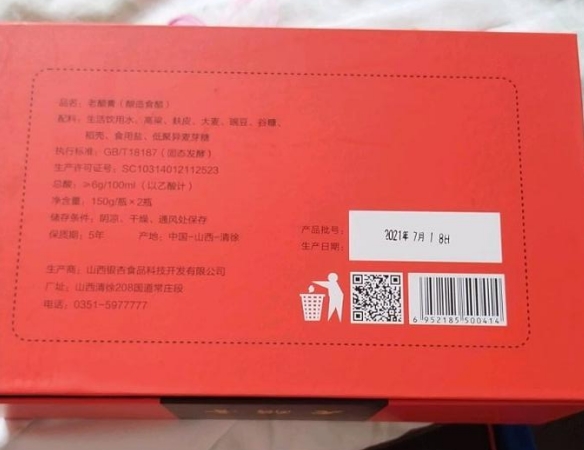 品名：老醋膏（酿造食醋）
配料：生活饮用水、高粱、麸皮、大麦、豌豆、谷糠、
稻壳、食用盐、低聚异麦芽糖
执行标准：GB/T18187（固态发酵）
生产许可证号：SC10314012112523
总酸：≥6g/100ml（以乙酸计）
净含量：150g/瓶×2瓶
储存条件：阴凉、干燥、通风处保存
保质期：5年 产地：中国-山西-清徐
产品批号：
生产日期：
2021年 7月 1 8日
生产商：山西银杏食品科技开发有限公司
厂址：山西清徐208国道常庄段
电话：0351-5977777
6 952185 500414